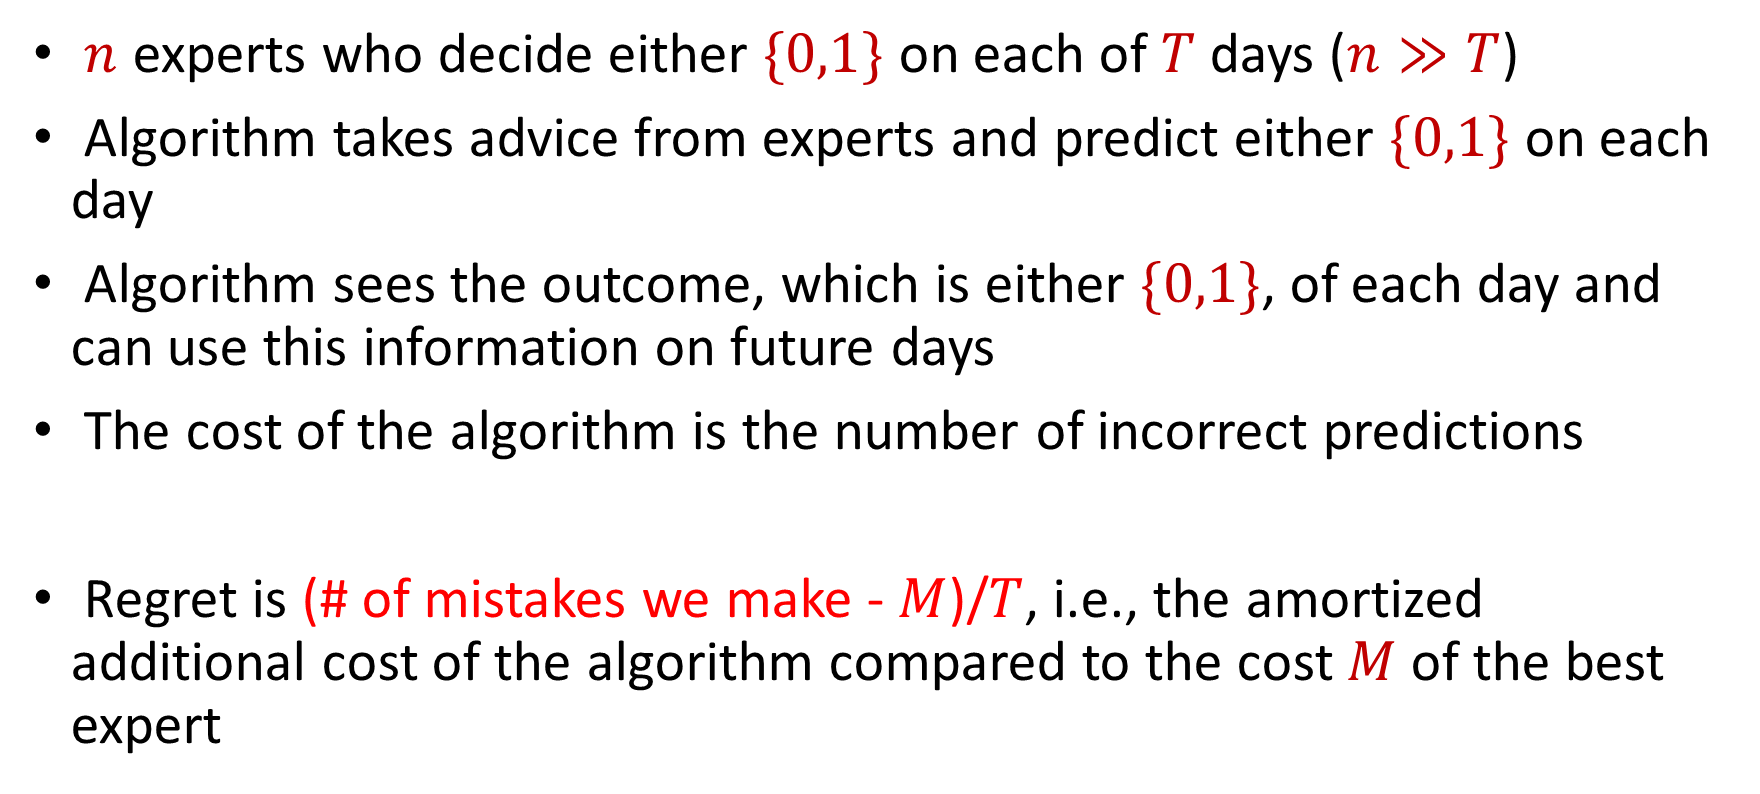 • n experts who decide either {0,1} on each of T days (n ≫ T)
• Algorithm takes advice from experts and predict either {0,1} on each
day
• Algorithm sees the outcome, which is either {0,1}, of each day and
can use this information on future days
• The cost of the algorithm is the number of incorrect predictions
• Regret is (# of mistakes we make - M)/T, i.e., the amortized
additional cost of the algorithm compared to the cost M of the best
expert